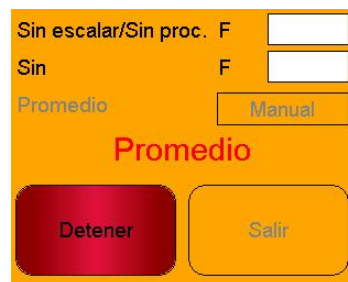 Sin escalar/Sin proc. F
Sin F
Promedio Manual
Promedio
Detener Salir